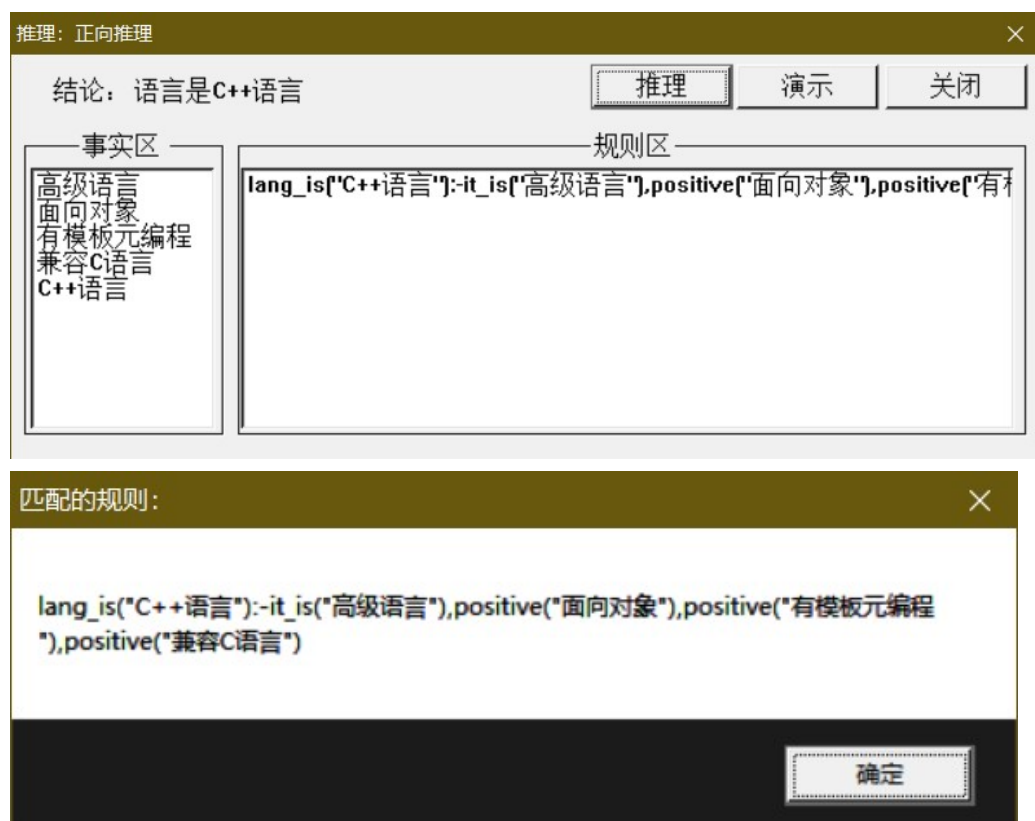 推理：正向推理
结论：语言是C++语言
推理
演示
关闭
事实区
规则区
高级语言
面向对象
有模板元编程
兼容C语言
C++语言
lang_is("C++语言"):-it_is("高级语言"),positive("面向对象"),positive("有
匹配的规则：
lang_is("C++语言"):-it_is("高级语言"),positive("面向对象"),positive("有模板元编程
"),positive("兼容C语言")
确定